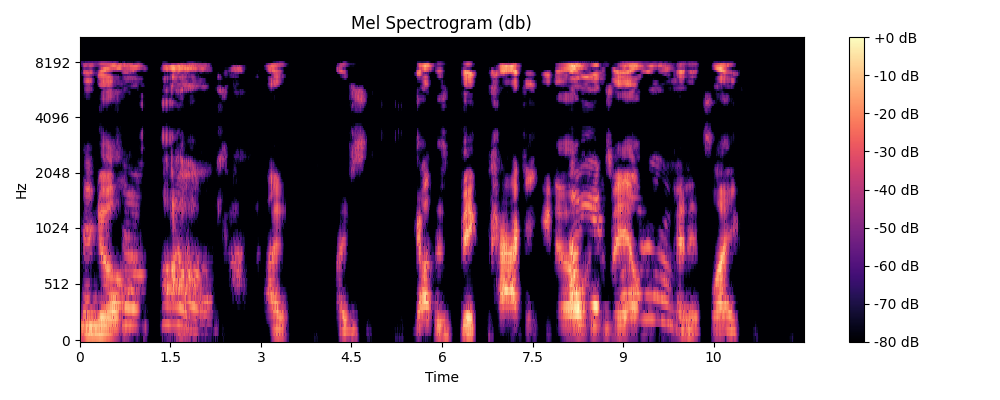 Mel Spectrogram (db)
8192
4096
2048
1024
512
0
Hz
0 1.5 3 4.5 6 7.5 9 10
Time
+0 dB
-10 dB
-20 dB
-30 dB
-40 dB
-50 dB
-60 dB
-70 dB
-80 dB